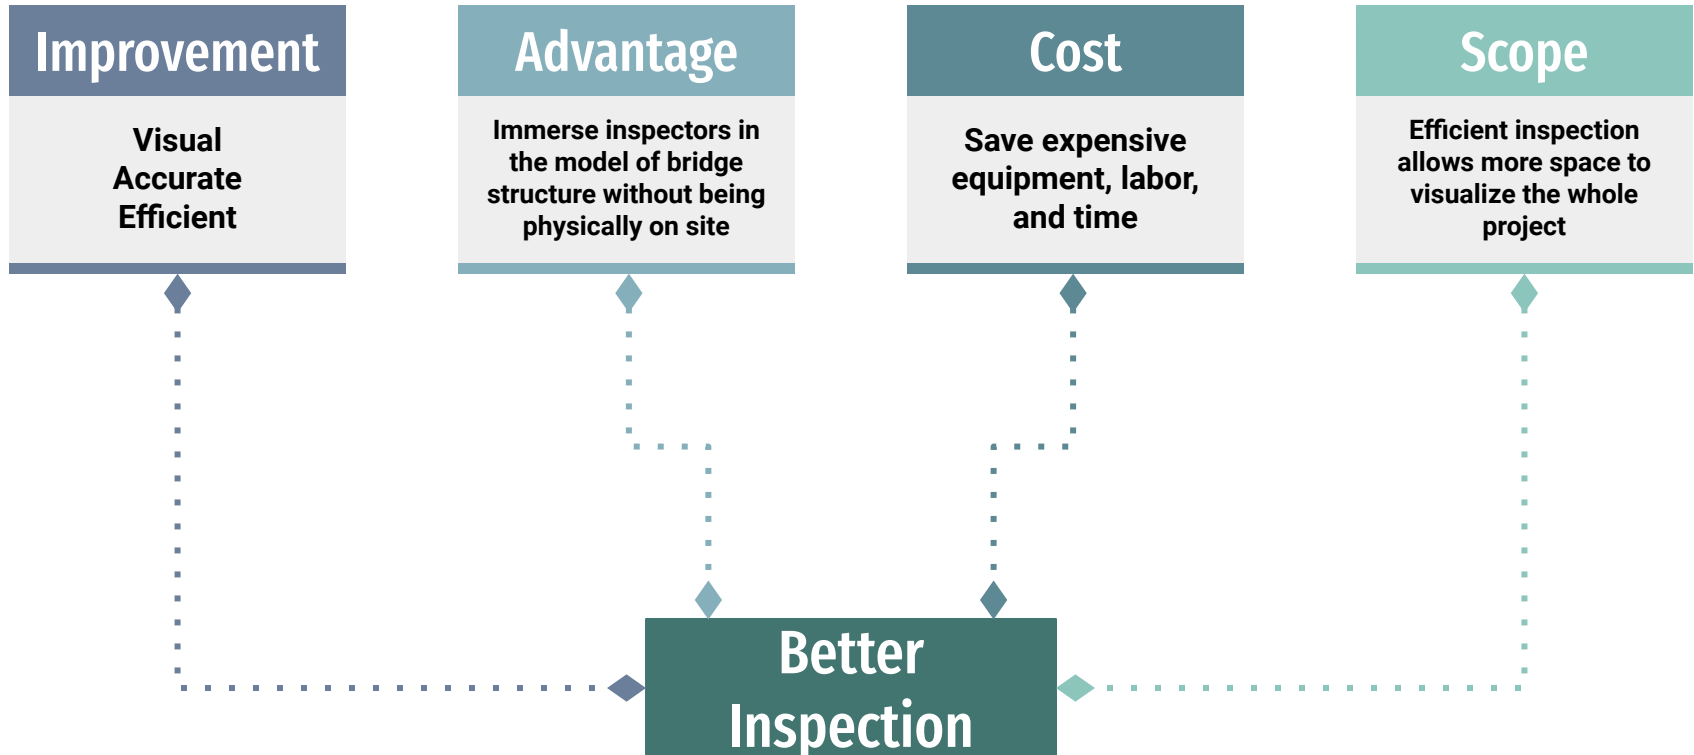 Improvement
Visual
Accurate
Efficient
Advantage
Immerse inspectors in
the model of bridge
structure without being
physically on site
Cost
Save expensive
equipment, labor,
and time
Scope
Efficient inspection
allows more space to
visualize the whole
project
Better
Inspection